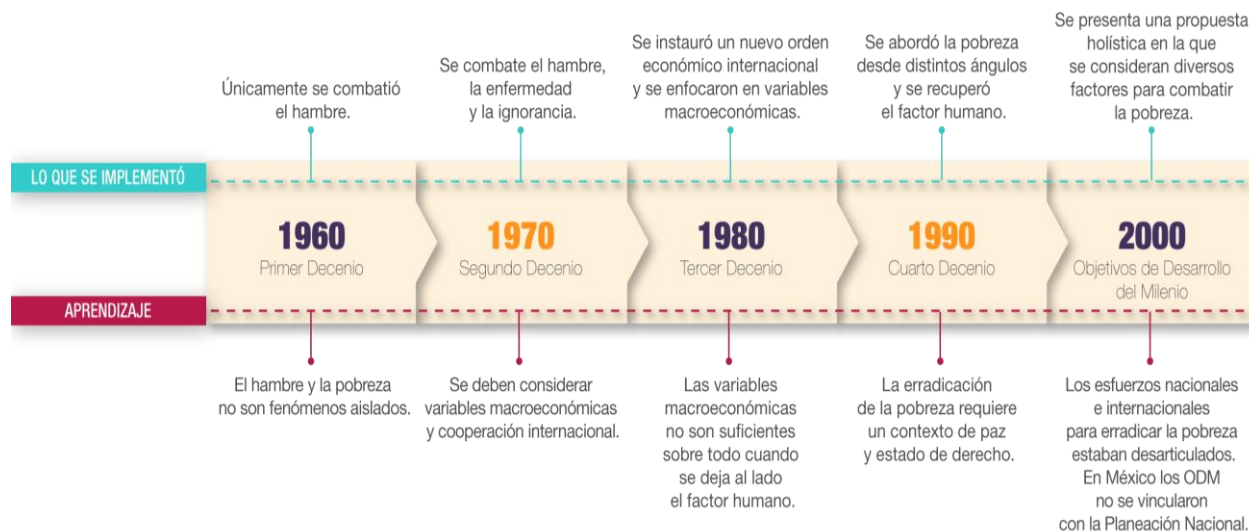 Únicamente se combatió
el hambre.
Se combate el hambre,
la enfermedad
y la ignorancia.
Se instauró un nuevo orden
económico internacional
y se enfocaron en variables
macroeconómicas.
Se abordó la pobreza
desde distintos ángulos
y se recuperó
el factor humano.
Se presenta una propuesta
holística en la que
se consideran diversos
factores para combatir
la pobreza.
LO QUE SE IMPLEMENTÓ
1960
Primer Decenio
1970
Segundo Decenio
1980
Tercer Decenio
1990
Cuarto Decenio
2000
Objetivos de Desarrollo
del Milenio
APRENDIZAJE
El hambre y la pobreza
no son fenómenos aislados.
Se deben considerar
variables macroeconómicas
y cooperación internacional.
Las variables
macroeconómicas
no son suficientes
sobre todo cuando
se deja al lado
el factor humano.
La erradicación
de la pobreza requiere
un contexto de paz
y estado de derecho.
Los esfuerzos nacionales
e internacionales
para erradicar la pobreza
estaban desarticulados.
En México los ODM
no se vincularon
con la Planeación Nacional.